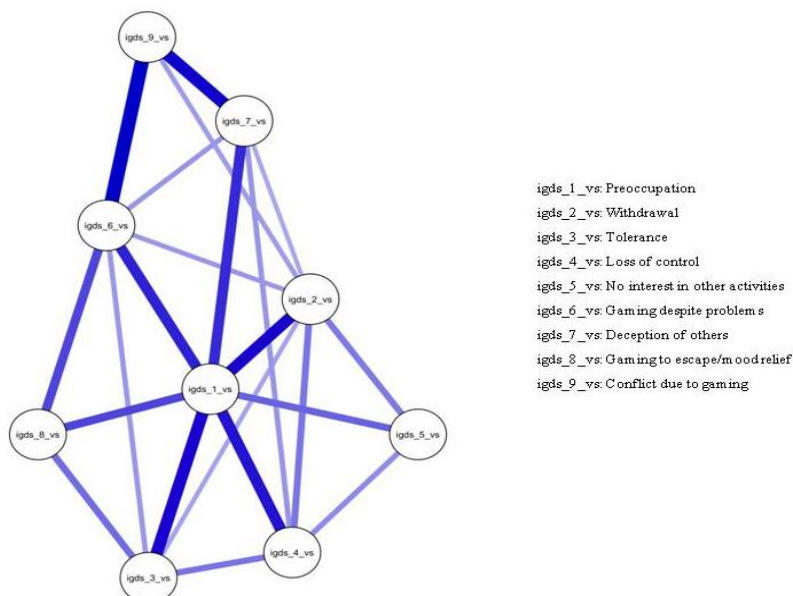 igds_9_vs
igds_7_vs
igds_6_vs
igds_2_vs
igds_1_vs
igds_8_vs
igds_5_vs
igds_4_vs
igds_3_vs
igds_1_vs: Preoccupation
igds_2_vs: Withdrawal
igds_3_vs: Tolerance
igds_4_vs: Loss of control
igds_5_vs: No interest in other activities
igds_6_vs: Gaming despite problems
igds_7_vs: Deception of others
igds_8_vs: Gaming to escape/mood relief
igds_9_vs: Conflict due to gaming